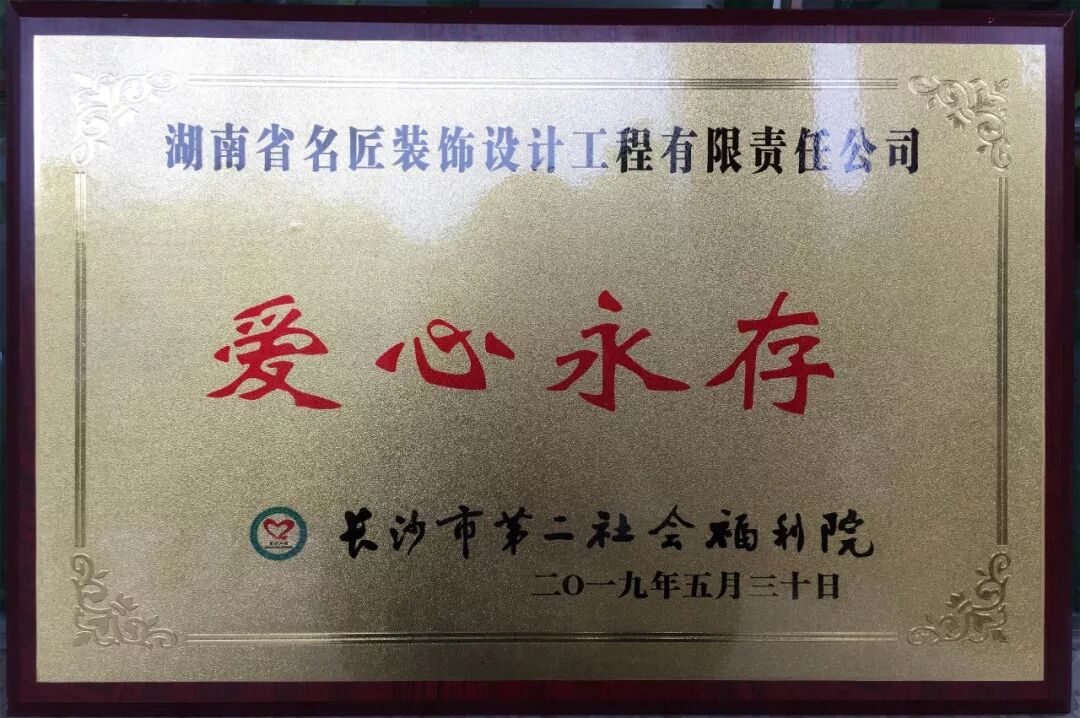 湖南省名匠装饰设计工程有限责任公司
爱心永存
长沙市第二社会福利院
二〇一九年五月三十日